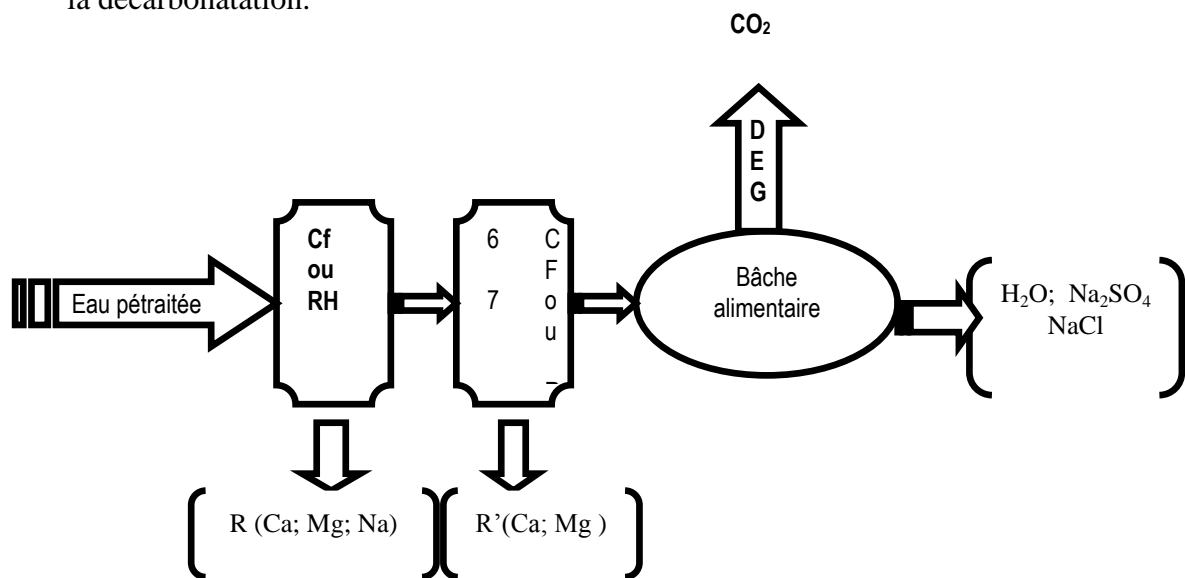 la décarbonatation.
CO₂
D
E
G
Cf
ou
RH
6
7
C
F
o
u
Eau pétraitée
Bâche
alimentaire
H₂O; Na₂SO₄
NaCl
R (Ca; Mg; Na)
R’(Ca; Mg )